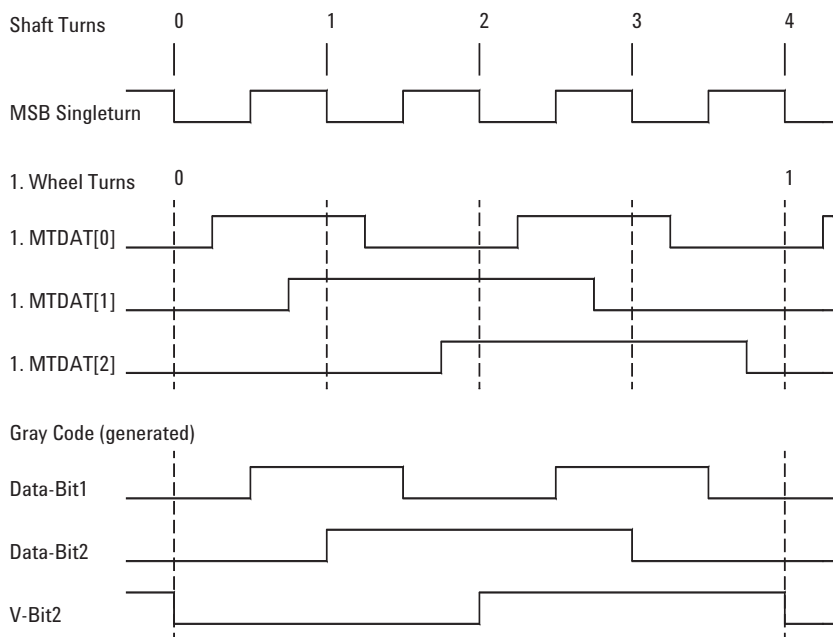 Shaft Turns 0 1 2 3 4
MSB Singleturn
1. Wheel Turns 0 1
1. MTDAT[0]
1. MTDAT[1]
1. MTDAT[2]
Gray Code (generated)
Data-Bit1
Data-Bit2
V-Bit2